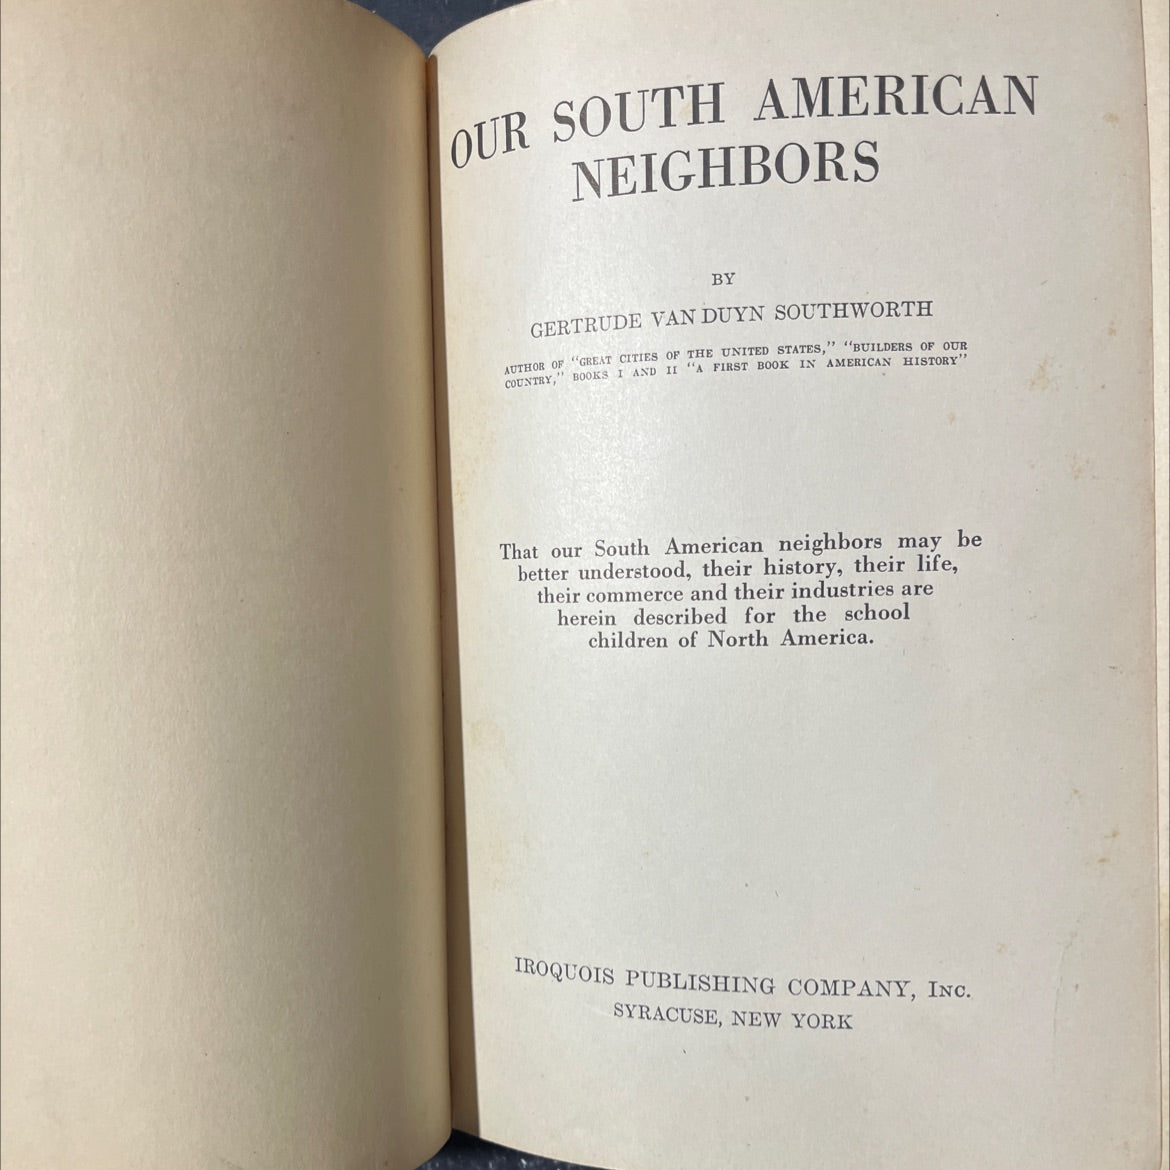 OUR SOUTH AMERICAN
NEIGHBORS
BY
GERTRUDE VAN DUYN SOUTHWORTH
AUTHOR OF "GREAT CITIES OF THE UNITED STATES," "BUILDERS OF OUR
COUNTRY," BOOKS I AND II "A FIRST BOOK IN AMERICAN HISTORY"
That our South American neighbors may be
better understood, their history, their life,
their commerce and their industries are
herein described for the school
children of North America.
IROQUOIS PUBLISHING COMPANY, INC.
SYRACUSE, NEW YORK